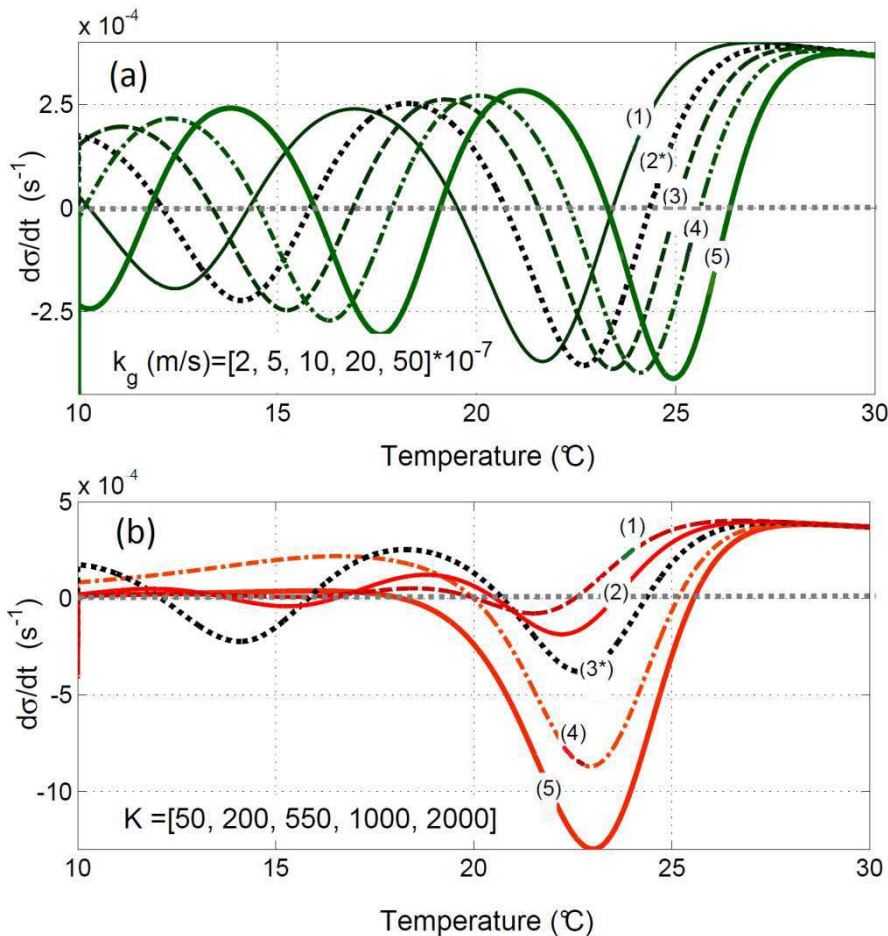 x 10⁻⁴
(a)
2.5
0
-2.5
dσ/dt (s⁻¹)
(1)
(2*)
(3)
(4)
(5)
k_g (m/s)=[2, 5, 10, 20, 50]*10⁻⁷
10 15 20 25 30
Temperature (°C)
x 10⁻⁴
(b)
5
0
-5
-10
dσ/dt (s⁻¹)
(1)
(2)
(3*)
(4)
(5)
K =[50, 200, 550, 1000, 2000]
10 15 20 25 30
Temperature (°C)